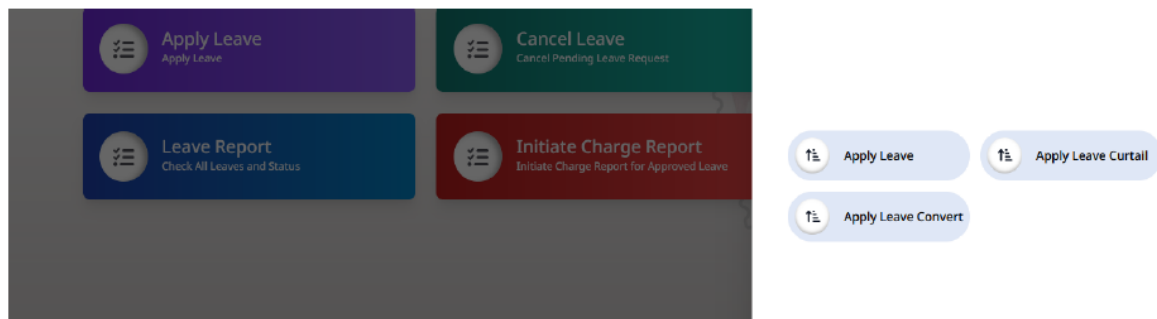 Apply Leave
Apply Leave
Cancel Leave
Cancel Pending Leave Request
Leave Report
Check All Leaves and Status
Initiate Charge Report
Initiate Charge Report for Approved Leave
Apply Leave
Apply Leave Curtail
Apply Leave Convert